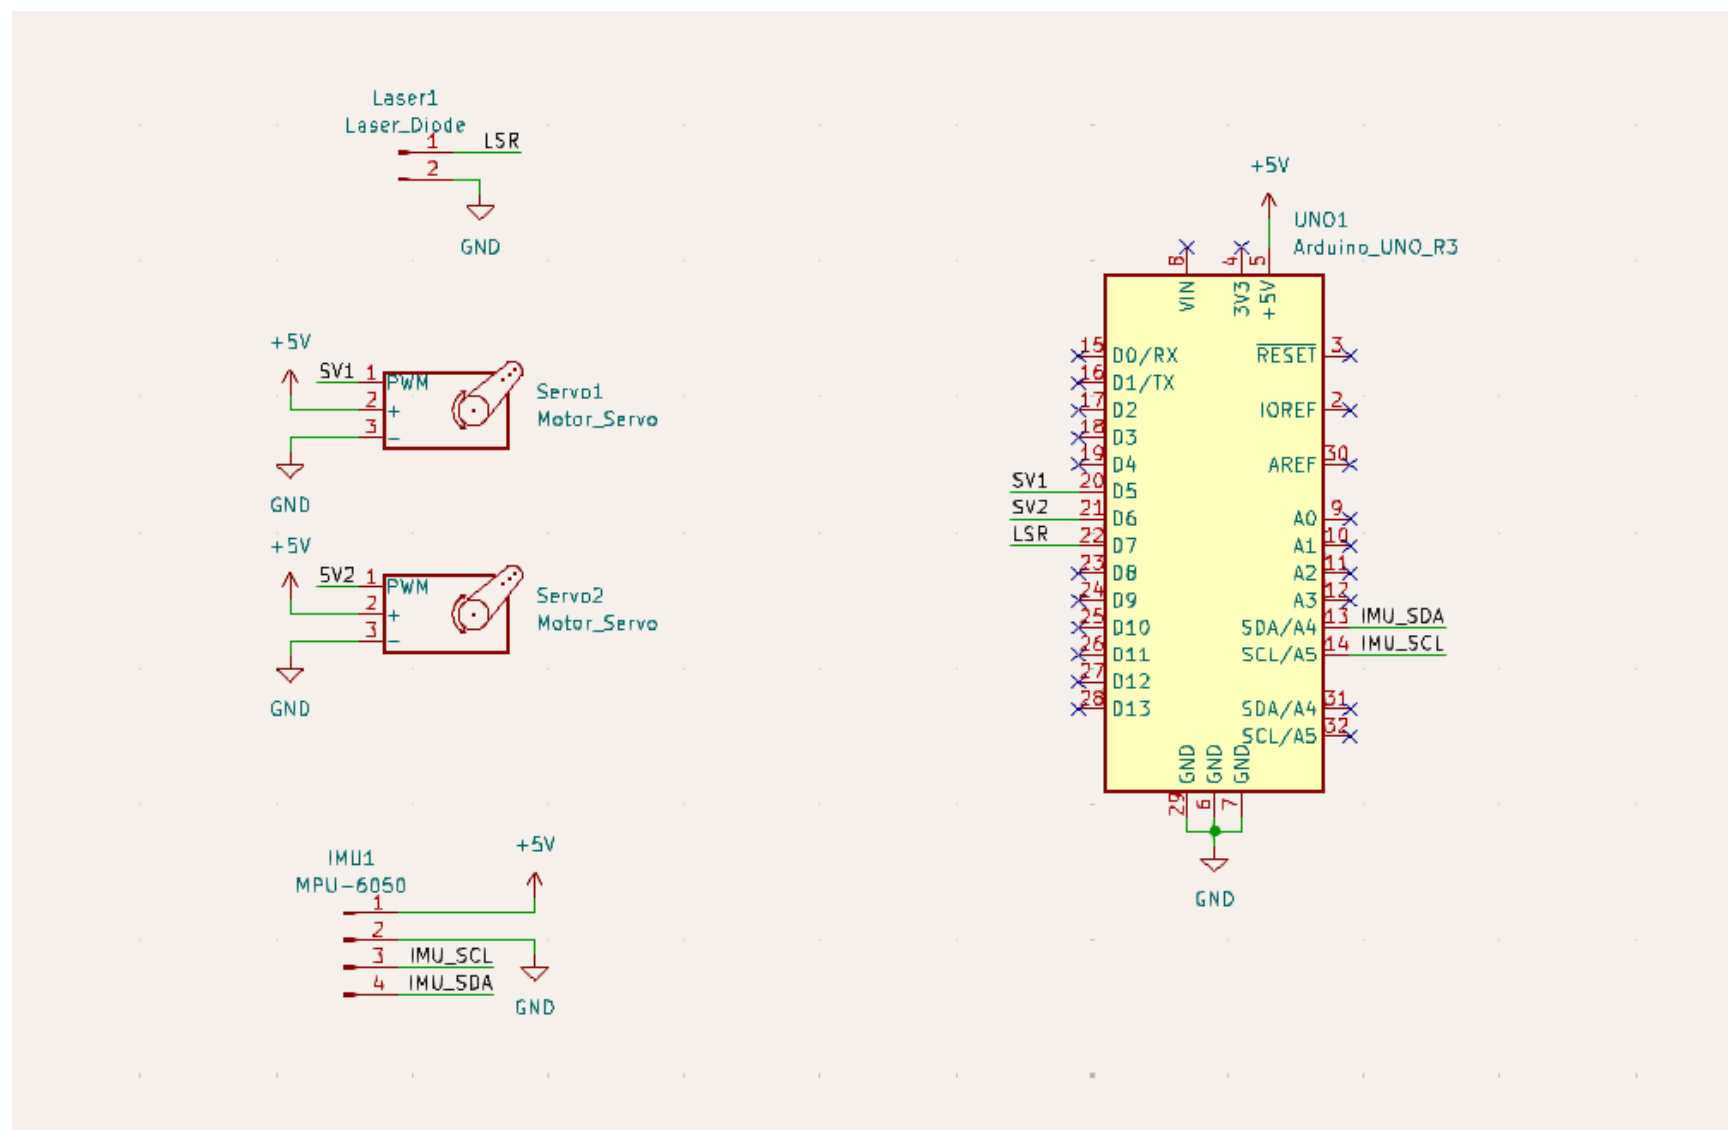 Laser1
Laser_Diode
1 LSR
2
GND
+5V
SV1 1 PWM
2 +
3 -
Servo1
Motor_Servo
GND
+5V
SV2 1 PWM
2 +
3 -
Servo2
Motor_Servo
GND
IMU1
MPU-6050
+5V
1
2
3 IMU_SCL
4 IMU_SDA
GND
+5V
UNO1
Arduino_UNO_R3
8 4 5
VIN 3V3 +5V
15 D0/RX RESET 3
16 D1/TX
17 D2 IOREF 2
18 D3
19 D4 AREF 30
SV1 20 D5
SV2 21 D6 A0 9
LSR 22 D7 A1 10
23 D8 A2 11
24 D9 A3 12
25 D10 SDA/A4 13 IMU_SDA
26 D11 SCL/A5 14 IMU_SCL
27 D12
28 D13 SDA/A4 31
SCL/A5 32
GND GND GND
29 6 7
GND